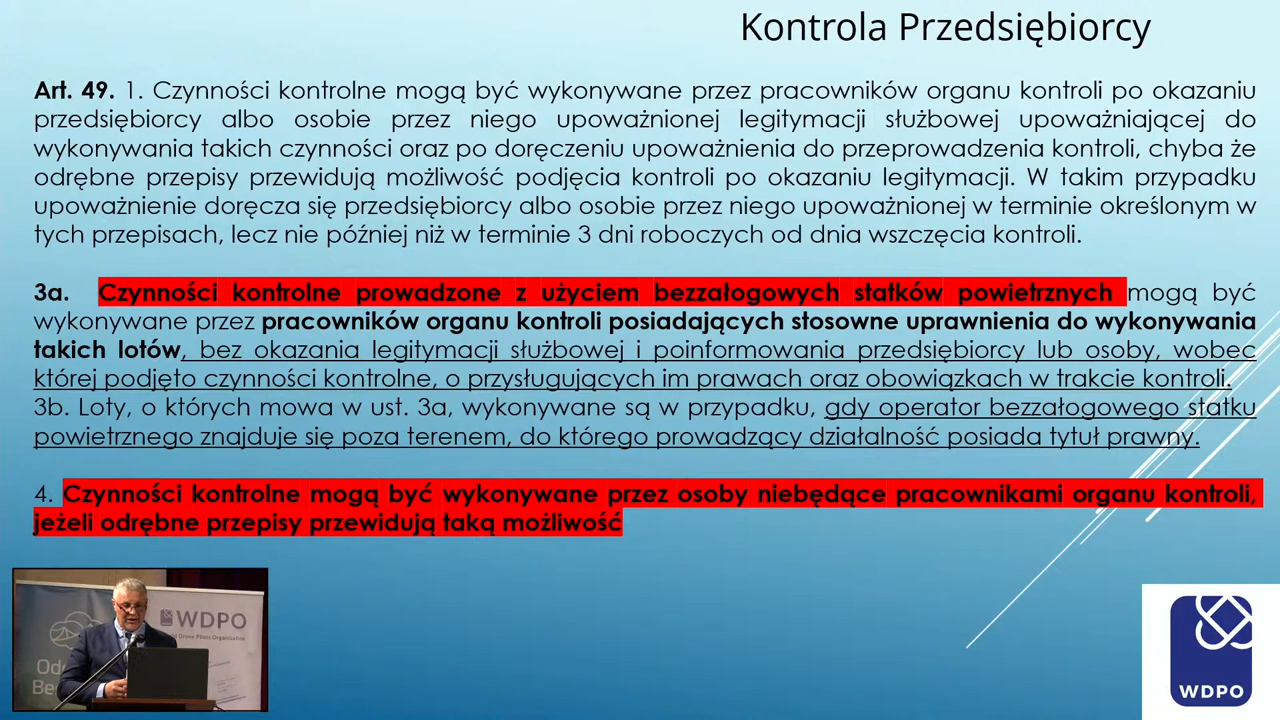 Kontrola Przedsiębiorcy
Art. 49. 1. Czynności kontrolne mogą być wykonywane przez pracowników organu kontroli po okazaniu
przedsiębiorcy albo osobie przez niego upoważnionej legitymacji służbowej upoważniającej do
wykonywania takich czynności oraz po doręczeniu upoważnienia do przeprowadzenia kontroli, chyba że
odrębne przepisy przewidują możliwość podjęcia kontroli po okazaniu legitymacji. W takim przypadku
upoważnienie doręcza się przedsiębiorcy albo osobie przez niego upoważnionej w terminie określonym w
tych przepisach, lecz nie później niż w terminie 3 dni roboczych od dnia wszczęcia kontroli.
3a. Czynności kontrolne prowadzone z użyciem bezzałogowych statków powietrznych mogą być
wykonywane przez pracowników organu kontroli posiadających stosowne uprawnienia do wykonywania
takich lotów, bez okazania legitymacji służbowej i poinformowania przedsiębiorcy lub osoby, wobec
której podjęto czynności kontrolne, o przysługujących im prawach oraz obowiązkach w trakcie kontroli.
3b. Loty, o których mowa w ust. 3a, wykonywane są w przypadku, gdy operator bezzałogowego statku
powietrznego znajduje się poza terenem, do którego prowadzący działalność posiada tytuł prawny.
4. Czynności kontrolne mogą być wykonywane przez osoby niebędące pracownikami organu kontroli,
jeżeli odrębne przepisy przewidują taką możliwość
WDPO
Drone Pilots Organization
WDPO